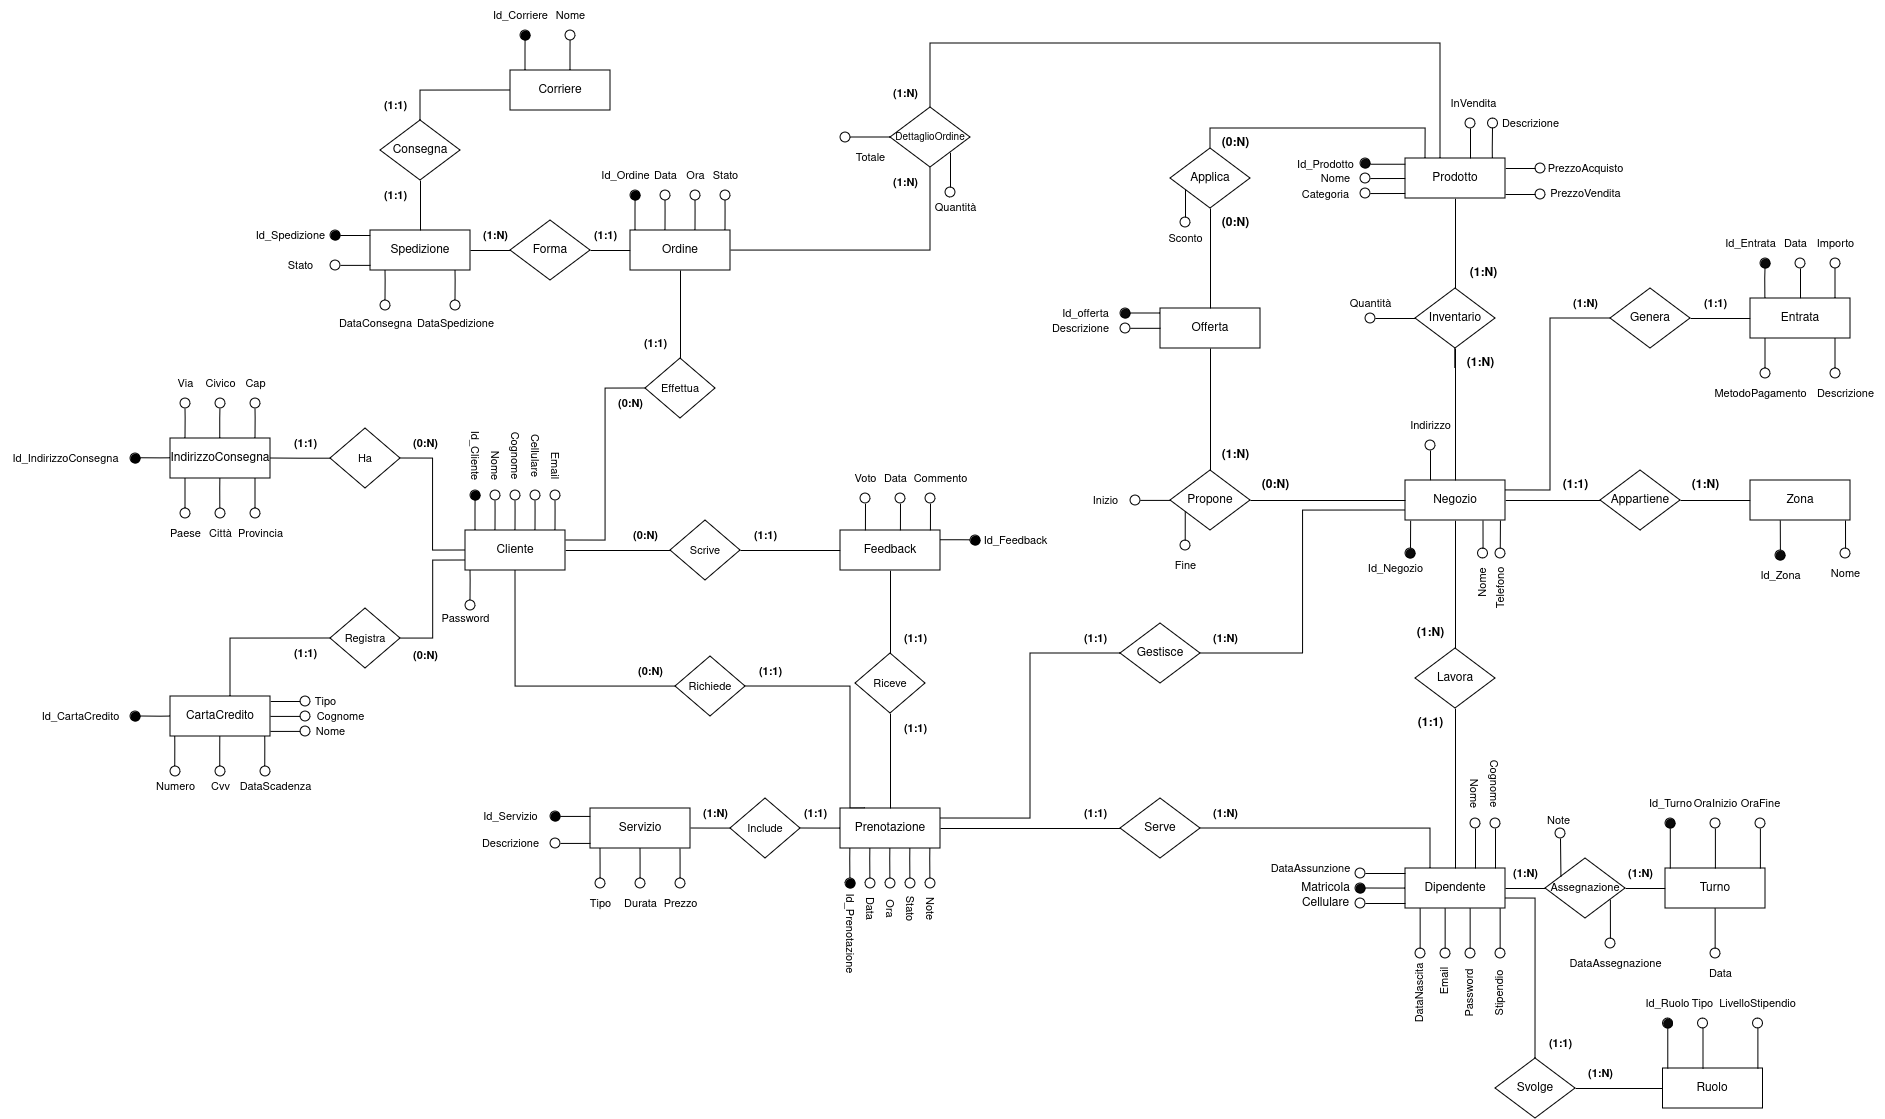 Id_Corriere Nome
Corriere
(1:1)
Consegna
(1:1)
Id_Spedizione
Stato
Spedizione
DataConsegna DataSpedizione
(1:N)
Forma
(1:1)
Id_Ordine Data Ora Stato
Ordine
(1:N)
DettaglioOrdine
Totale
(1:N)
Quantità
(0:N)
Applica
Sconto
(0:N)
InVendita
Descrizione
Id_Prodotto
Nome
Categoria
Prodotto
PrezzoAcquisto
PrezzoVendita
(1:N)
Quantità
Inventario
(1:N)
Id_offerta
Descrizione
Offerta
(1:N)
Inizio
Propone
Fine
(0:N)
Id_Entrata Data Importo
(1:N)
Genera
(1:1)
Entrata
MetodoPagamento Descrizione
(1:1)
Effettua
(0:N)
Via Civico Cap
Id_IndirizzoConsegna
IndirizzoConsegna
Paese Città Provincia
(1:1)
Ha
(0:N)
Id_Cliente
Nome
Cognome
Cellulare
Email
Cliente
Password
(0:N)
Scrive
(1:1)
Voto Data Commento
Feedback
Id_Feedback
Indirizzo
Negozio
Id_Negozio
Nome
Telefono
(1:1)
Appartiene
(1:N)
Zona
Id_Zona
Nome
Registra
(1:1)
(0:N)
Id_CartaCredito
CartaCredito
Tipo
Cognome
Nome
Numero Cvv DataScadenza
(0:N)
Richiede
(1:1)
(1:1)
Riceve
(1:1)
(1:1)
Gestisce
(1:N)
(1:N)
Lavora
(1:1)
Id_Servizio
Descrizione
Servizio
Tipo Durata Prezzo
(1:N)
Include
(1:1)
Prenotazione
Id_Prenotazione
Data
Ora
Stato
Note
(1:1)
Serve
(1:N)
Nome
Cognome
DataAssunzione
Matricola
Cellulare
Dipendente
DataNascita
Email
Password
Stipendio
Note
(1:N)
Assegnazione
(1:N)
DataAssegnazione
Id_Turno OraInizio OraFine
Turno
Data
(1:1)
Svolge
(1:N)
Id_Ruolo Tipo LivelloStipendio
Ruolo